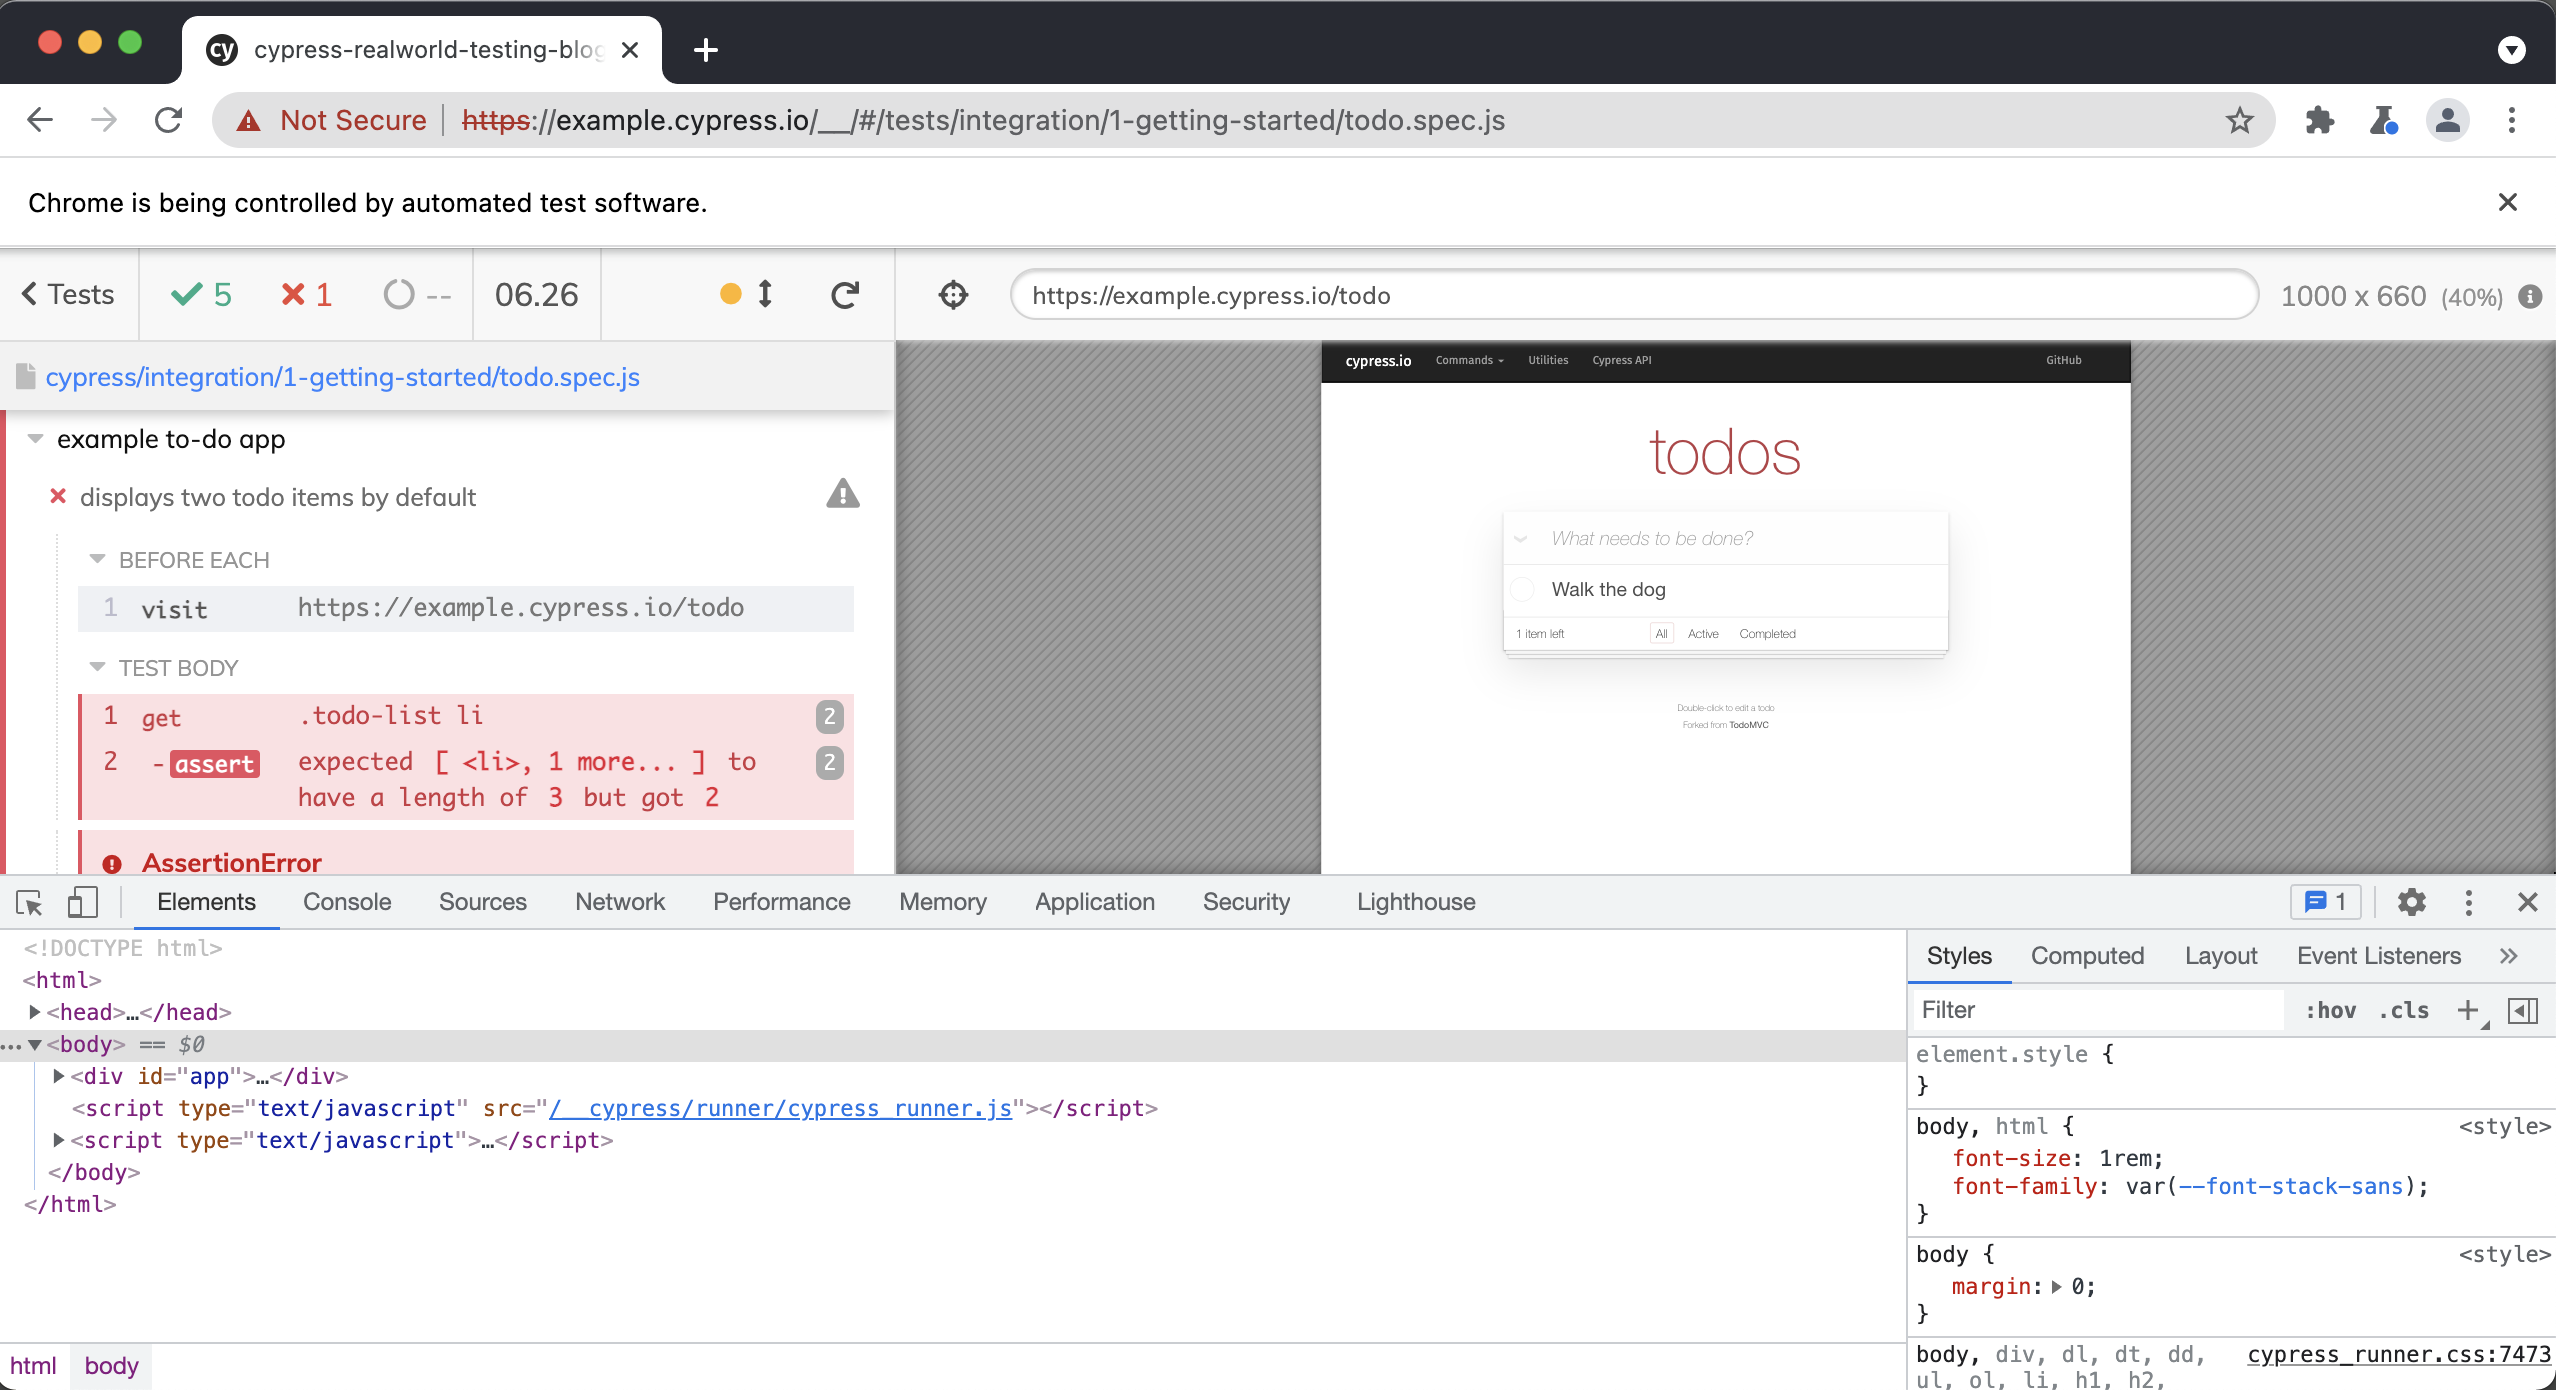 cy cypress-realworld-testing-blog
Not Secure https://example.cypress.io/__/#/tests/integration/1-getting-started/todo.spec.js
Chrome is being controlled by automated test software.
Tests 5 1 -- 06.26 https://example.cypress.io/todo 1000 x 660 (40%)
cypress/integration/1-getting-started/todo.spec.js
example to-do app
displays two todo items by default
BEFORE EACH
1 visit https://example.cypress.io/todo
TEST BODY
1 get .todo-list li 2
2 -assert expected [ <li>, 1 more... ] to 2
have a length of 3 but got 2
AssertionError
cypress.io Commands Utilities Cypress API GitHub
todos
What needs to be done?
Walk the dog
1 item left All Active Completed
Double-click to edit a todo
Forked from TodoMVC
Elements Console Sources Network Performance Memory Application Security Lighthouse 1
<!DOCTYPE html>
<html>
<head>…</head>
<body> == $0
<div id="app">…</div>
<script type="text/javascript" src="/__cypress/runner/cypress_runner.js"></script>
<script type="text/javascript">…</script>
</body>
</html>
html body
Styles Computed Layout Event Listeners
Filter :hov .cls
element.style {
}
body, html { <style>
font-size: 1rem;
font-family: var(--font-stack-sans);
}
body { <style>
margin: 0;
}
body, div, dl, dt, dd, cypress_runner.css:7473
ul, ol, li, h1, h2,